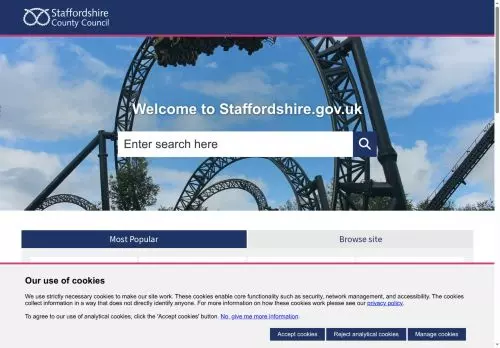 Staffordshire
County Council
Welcome to Staffordshire.gov.uk
Enter search here
Most Popular
Browse site
Our use of cookies
We use strictly necessary cookies to make our site work. These cookies enable core functionality such as security, network management, and accessibility. The cookies
collect information in a way that does not directly identify anyone. For more information on how these cookies work please see our privacy policy.
To agree to our use of analytical cookies, click the 'Accept cookies' button. No, give me more information.
Accept cookies
Reject analytical cookies
Manage cookies